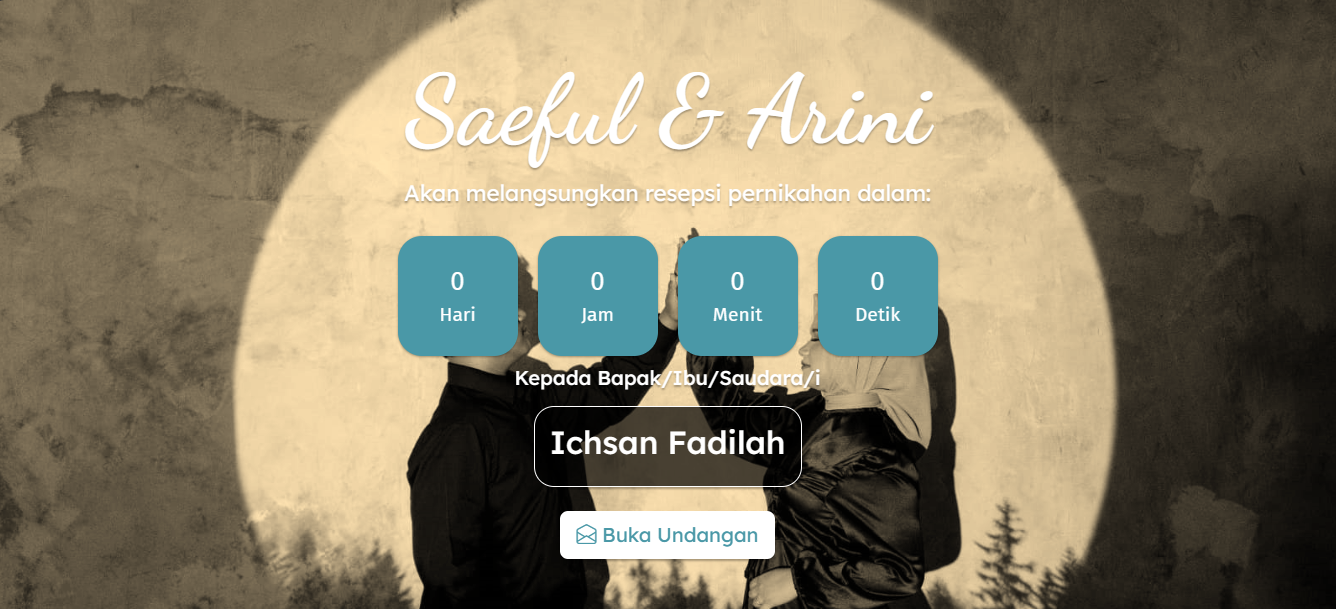 Saeful & Arini
Akan melangsungkan resepsi pernikahan dalam:
0 0 0 0
Hari Jam Menit Detik
Kepada Bapak/Ibu/Saudara/i
Ichsan Fadilah
Buka Undangan